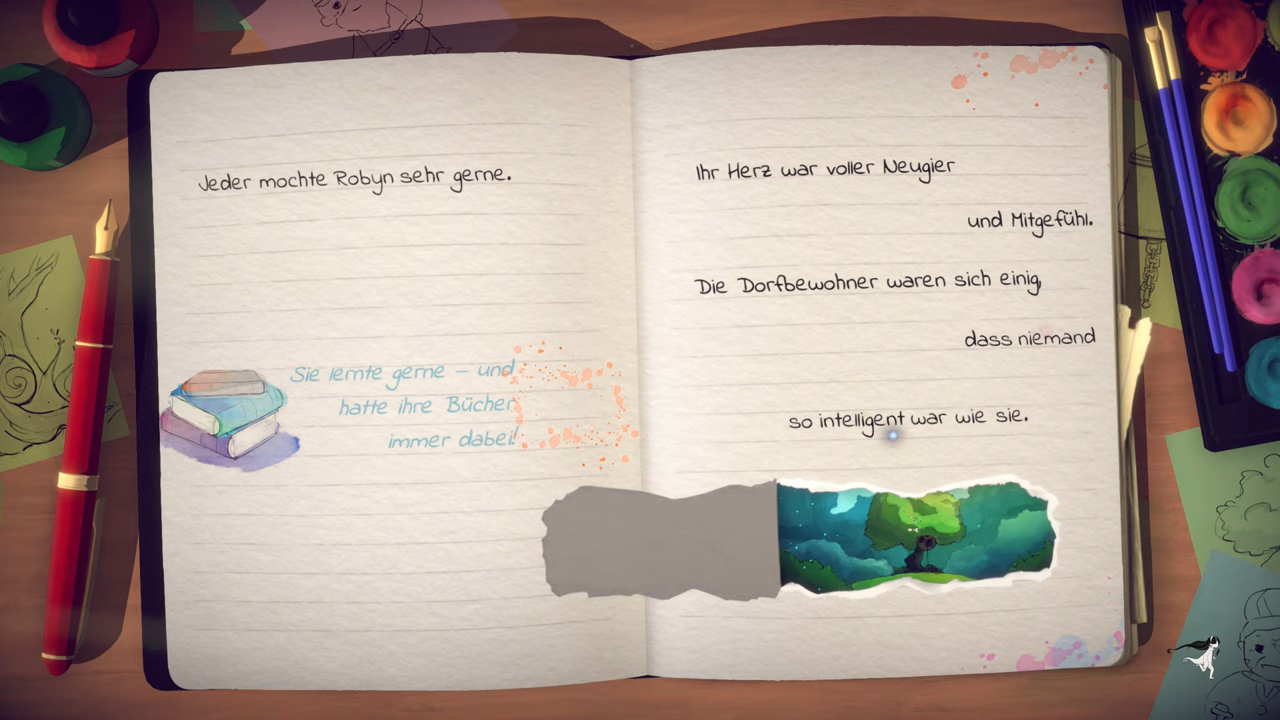 Jeder mochte Robyn sehr gerne.
Sie lernte gerne – und
hatte ihre Bücher
immer dabei!
Ihr Herz war voller Neugier
und Mitgefühl.
Die Dorfbewohner waren sich einig,
dass niemand
so intelligent war wie sie.